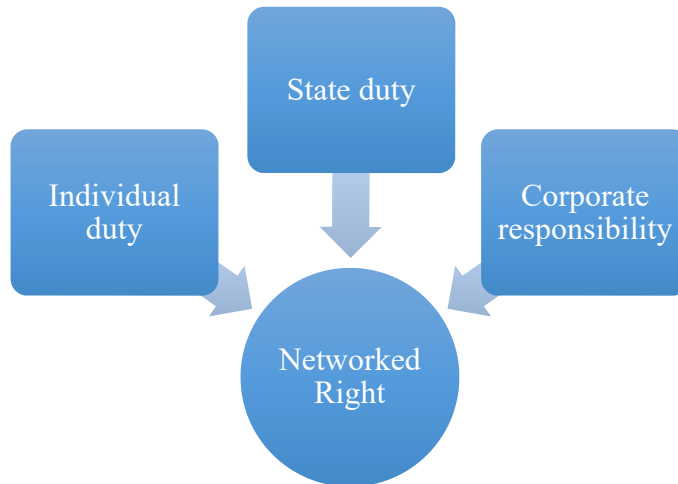 State duty
Individual
duty
Corporate
responsibility
Networked
Right